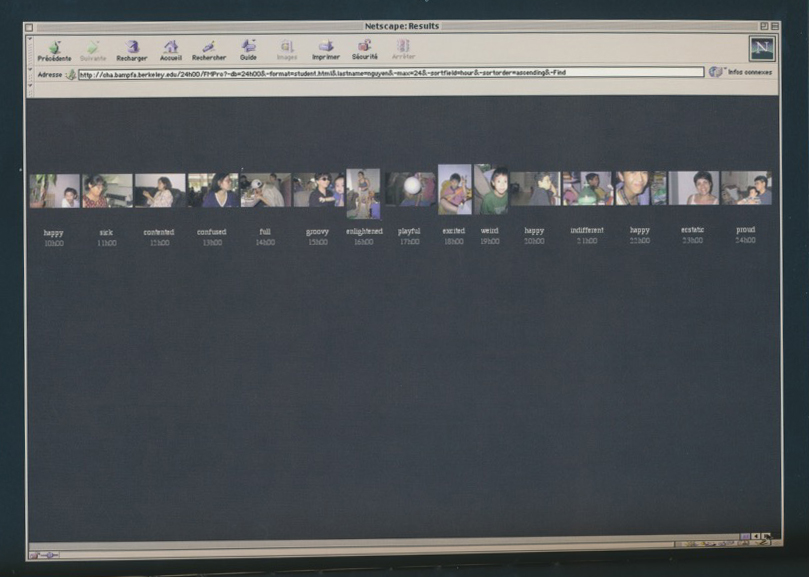 Netscape: Results
Précédente Suivante Recharger Accueil Rechercher Guide Images Imprimer Sécurité Arrêter
Adresse http://oha.bampfa.berkeley.edu/24h00/FMPro?-db=24h00&-format=student.html&lastname=nguyen&-max=24&-sortfield=hour&-sortorder=ascending&-Find Infos connexes
N
happy sick contented confused full groovy enlightened playful excited weird happy indifferent happy ecstatic proud
10h00 11h00 12h00 13h00 14h00 15h00 16h00 17h00 18h00 19h00 20h00 21h00 22h00 23h00 24h00